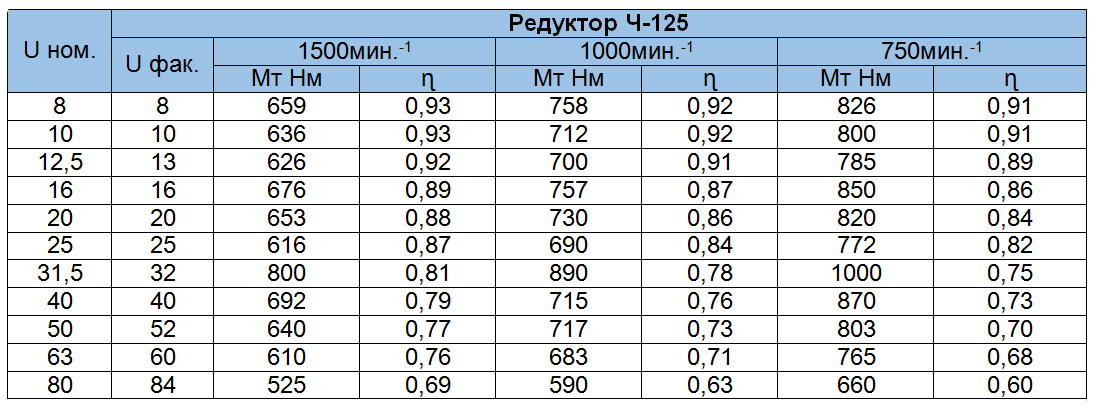 Редуктор Ч-125
U ном. U фак. 1500мин.-1 1000мин.-1 750мин.-1
Мт Нм η Мт Нм η Мт Нм η
8 8 659 0,93 758 0,92 826 0,91
10 10 636 0,93 712 0,92 800 0,91
12,5 13 626 0,92 700 0,91 785 0,89
16 16 676 0,89 757 0,87 850 0,86
20 20 653 0,88 730 0,86 820 0,84
25 25 616 0,87 690 0,84 772 0,82
31,5 32 800 0,81 890 0,78 1000 0,75
40 40 692 0,79 715 0,76 870 0,73
50 52 640 0,77 717 0,73 803 0,70
63 60 610 0,76 683 0,71 765 0,68
80 84 525 0,69 590 0,63 660 0,60